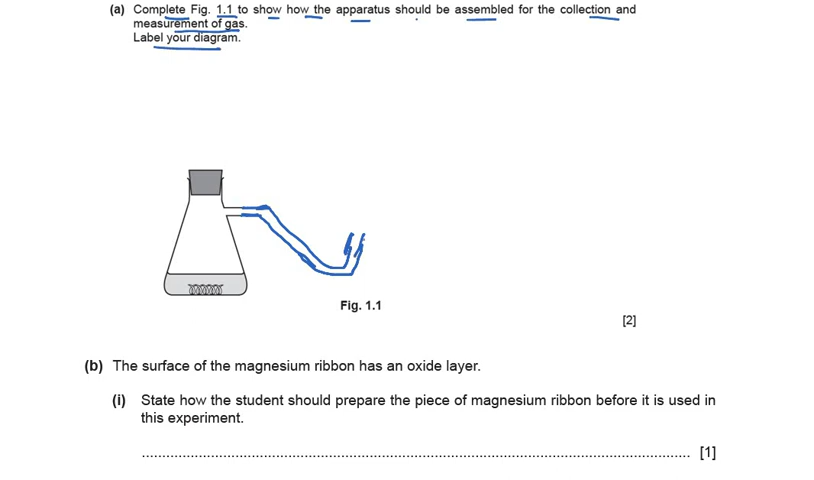 (a) Complete Fig. 1.1 to show how the apparatus should be assembled for the collection and
measurement of gas.
Label your diagram.
Fig. 1.1
[2]
(b) The surface of the magnesium ribbon has an oxide layer.
(i) State how the student should prepare the piece of magnesium ribbon before it is used in
this experiment.
[1]